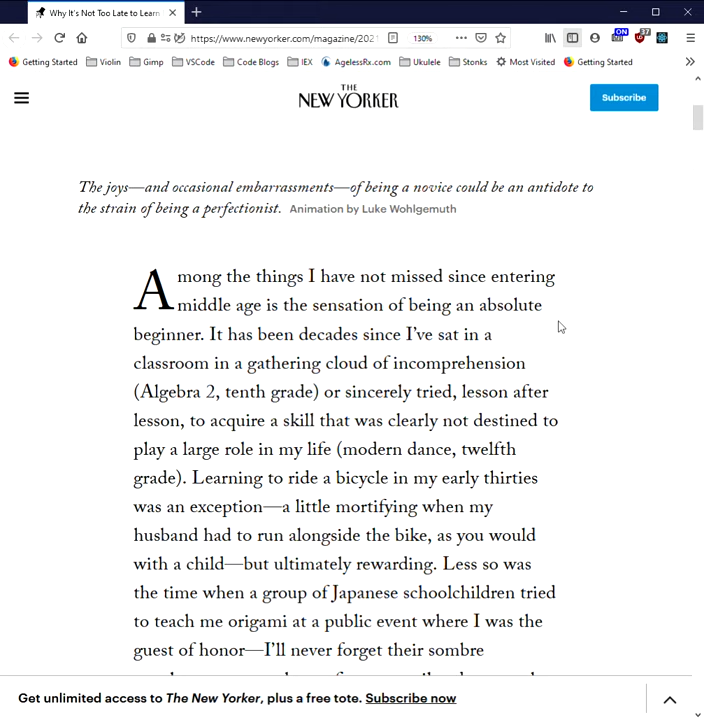 Why It's Not Too Late to Learn
https://www.newyorker.com/magazine/202
130%
ON
37
Getting Started
Violin
Gimp
VSCode
Code Blogs
IEX
AgelessRx.com
Ukulele
Stonks
Most Visited
Getting Started
THE
NEW YORKER
Subscribe
The joys—and occasional embarrassments—of being a novice could be an antidote to
the strain of being a perfectionist. Animation by Luke Wohlgemuth
Among the things I have not missed since entering
middle age is the sensation of being an absolute
beginner. It has been decades since I’ve sat in a
classroom in a gathering cloud of incomprehension
(Algebra 2, tenth grade) or sincerely tried, lesson after
lesson, to acquire a skill that was clearly not destined to
play a large role in my life (modern dance, twelfth
grade). Learning to ride a bicycle in my early thirties
was an exception—a little mortifying when my
husband had to run alongside the bike, as you would
with a child—but ultimately rewarding. Less so was
the time when a group of Japanese schoolchildren tried
to teach me origami at a public event where I was the
guest of honor—I’ll never forget their sombre
Get unlimited access to The New Yorker, plus a free tote. Subscribe now